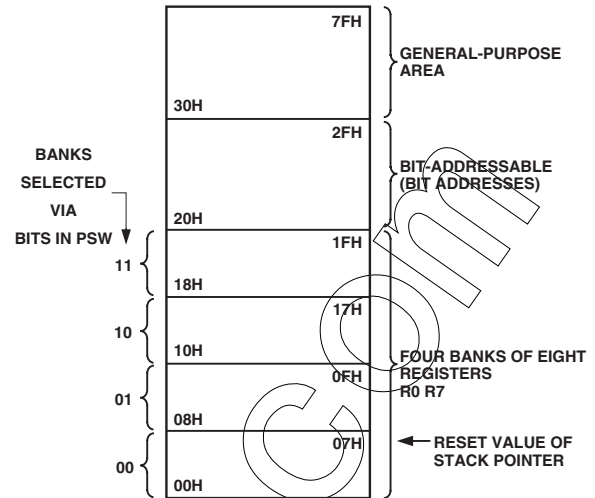 7FH
GENERAL-PURPOSE
AREA
30H
2FH
BANKS
SELECTED
VIA
BITS IN PSW
BIT-ADDRESSABLE
(BIT ADDRESSES)
20H
1FH
11
18H
17H
10
10H
FOUR BANKS OF EIGHT
REGISTERS
R0 R7
0FH
01
08H
07H
RESET VALUE OF
STACK POINTER
00
00H
com